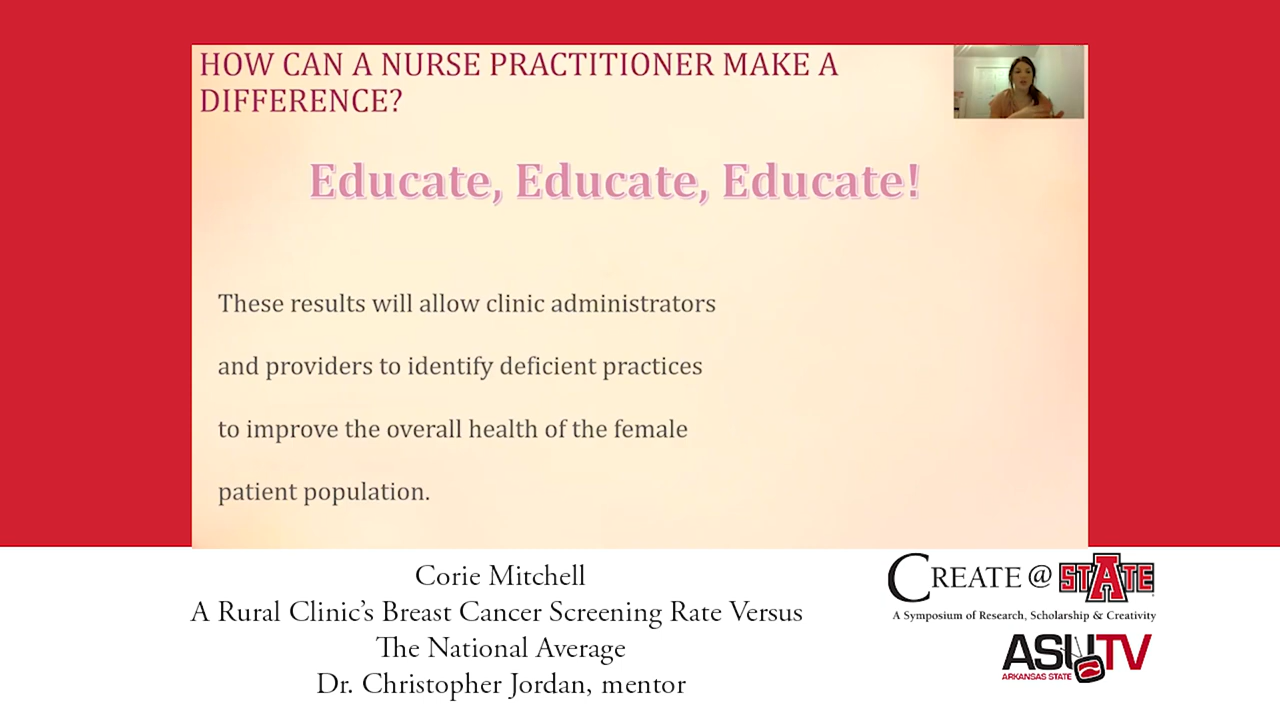 HOW CAN A NURSE PRACTITIONER MAKE A
DIFFERENCE?
Educate, Educate, Educate!
These results will allow clinic administrators
and providers to identify deficient practices
to improve the overall health of the female
patient population.
Corie Mitchell
A Rural Clinic’s Breast Cancer Screening Rate Versus
The National Average
Dr. Christopher Jordan, mentor
CREATE @ STATE
A Symposium of Research, Scholarship & Creativity
ASUTV
ARKANSAS STATE